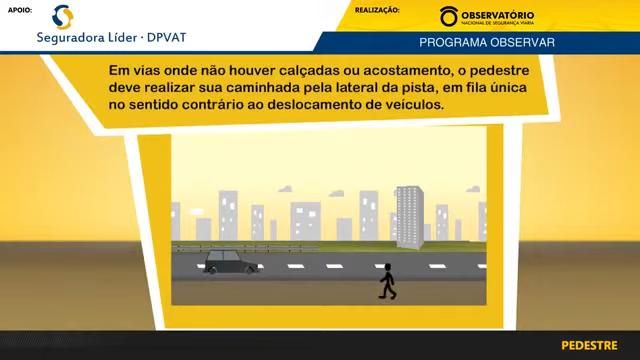 APOIO:
Seguradora Líder · DPVAT
REALIZAÇÃO:
OBSERVATÓRIO
NACIONAL DE SEGURANÇA VIÁRIA
PROGRAMA OBSERVAR
Em vias onde não houver calçadas ou acostamento, o pedestre
deve realizar sua caminhada pela lateral da pista, em fila única
no sentido contrário ao deslocamento de veículos.
PEDESTRE